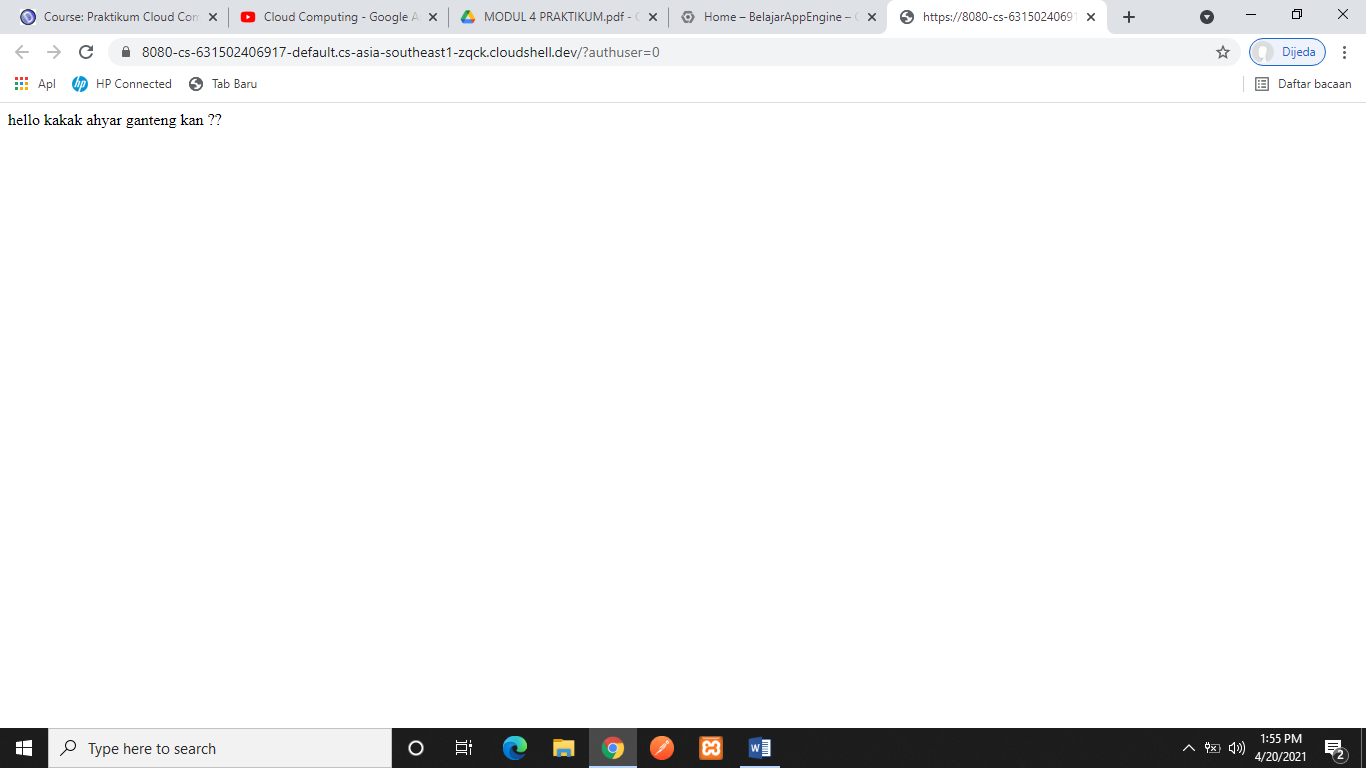 Course: Praktikum Cloud Com
Cloud Computing - Google A
MODUL 4 PRAKTIKUM.pdf - G
Home – BelajarAppEngine – G
https://8080-cs-63150240691
8080-cs-631502406917-default.cs-asia-southeast1-zqck.cloudshell.dev/?authuser=0
Dijeda
Apl
HP Connected
Tab Baru
Daftar bacaan
hello kakak ahyar ganteng kan ??
Type here to search
1:55 PM
4/20/2021
2